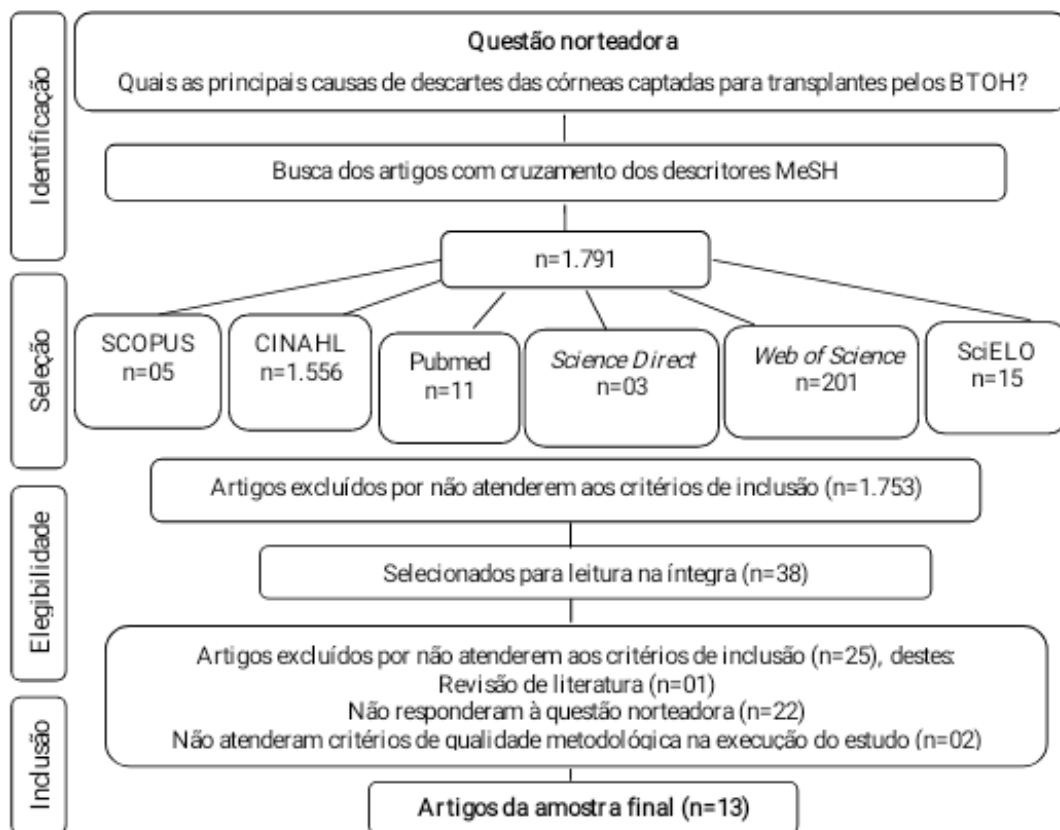 Identificação
Questão norteadora
Quais as principais causas de descartes das córneas captadas para transplantes pelos BTOH?
Busca dos artigos com cruzamento dos descritores MeSH
n=1.791
Seleção
SCOPUS
n=05
CINAHL
n=1.556
Pubmed
n=11
Science Direct
n=03
Web of Science
n=201
SciELO
n=15
Elegibilidade
Artigos excluídos por não atenderem aos critérios de inclusão (n=1.753)
Selecionados para leitura na íntegra (n=38)
Artigos excluídos por não atenderem aos critérios de inclusão (n=25), destes:
Revisão de literatura (n=01)
Não responderam à questão norteadora (n=22)
Não atenderam critérios de qualidade metodológica na execução do estudo (n=02)
Inclusão
Artigos da amostra final (n=13)